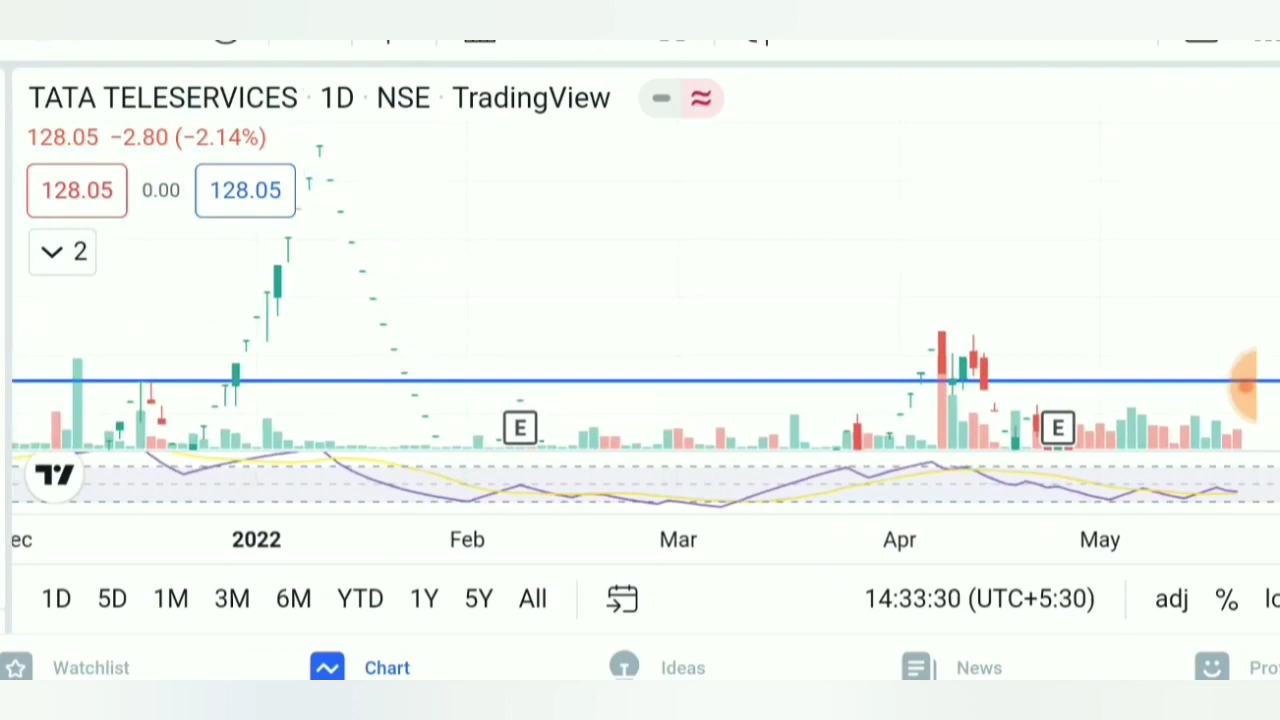 TATA TELESERVICES · 1D · NSE · TradingView
128.05 −2.80 (−2.14%)
128.05 0.00 128.05
2
E E
2022 Feb Mar Apr May
1D 5D 1M 3M 6M YTD 1Y 5Y All 14:33:30 (UTC+5:30) adj %
Watchlist Chart Ideas News